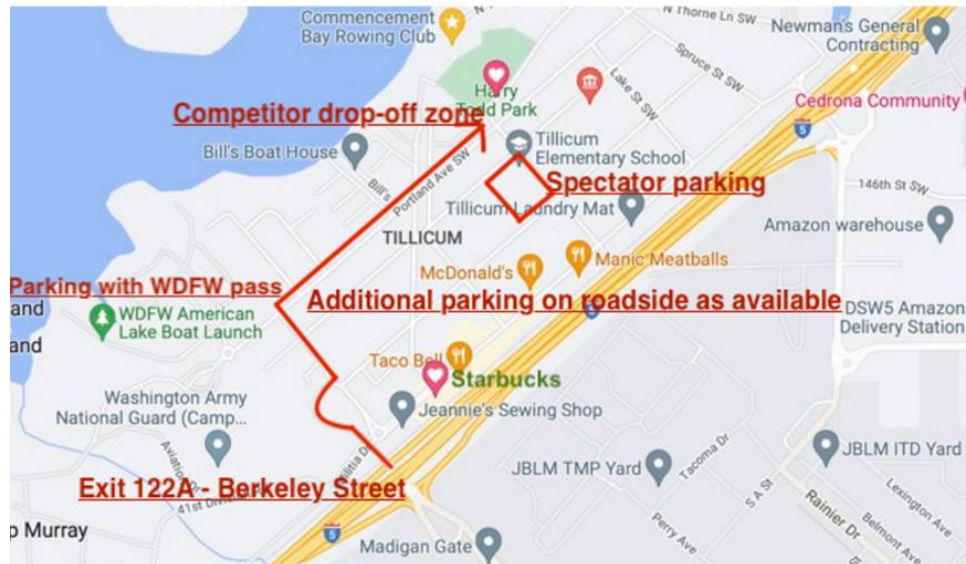 Commencement
Bay Rowing Club
N Thorne Ln SW
Newman's General
Contracting
Spruce St SW
Harry
Todd Park
Lake St SW
Cedrona Community
Competitor drop-off zone
5
Bill's Boat House
Tillicum
Elementary School
Portland Ave SW
Bill's
Spectator parking
146th St SW
Tillicum Laundry Mat
Amazon warehouse
TILLICUM
McDonald's
Manic Meatballs
Parking with WDFW pass
Additional parking on roadside as available
and
WDFW American
Lake Boat Launch
DSW5 Amazon
Delivery Station
and
Taco Bell
Starbucks
Washington Army
National Guard (Camp...
Jeannie's Sewing Shop
JBLM TMP Yard
Tacoma Dr
JBLM ITD Yard
Exit 122A - Berkeley Street
S A St
Rainier Dr
Lexington Ave
Belmont Ave
Perry Ave
p Murray
5
Madigan Gate